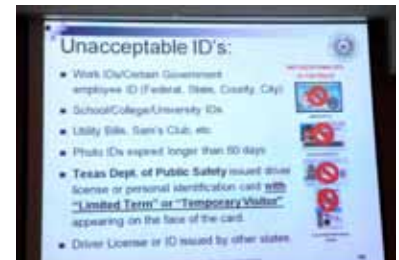 Unacceptable ID's:
Work IDs/Certain Government
employee ID (Federal, State, County, City)
School/College/University IDs
Utility Bills, Sam's Club, etc.
Photo IDs expired longer than 60 days
Texas Dept. of Public Safety issued driver
license or personal identification card with
"Limited Term" or "Temporary Visitor"
appearing on the face of the card.
Driver License or ID issued by other states